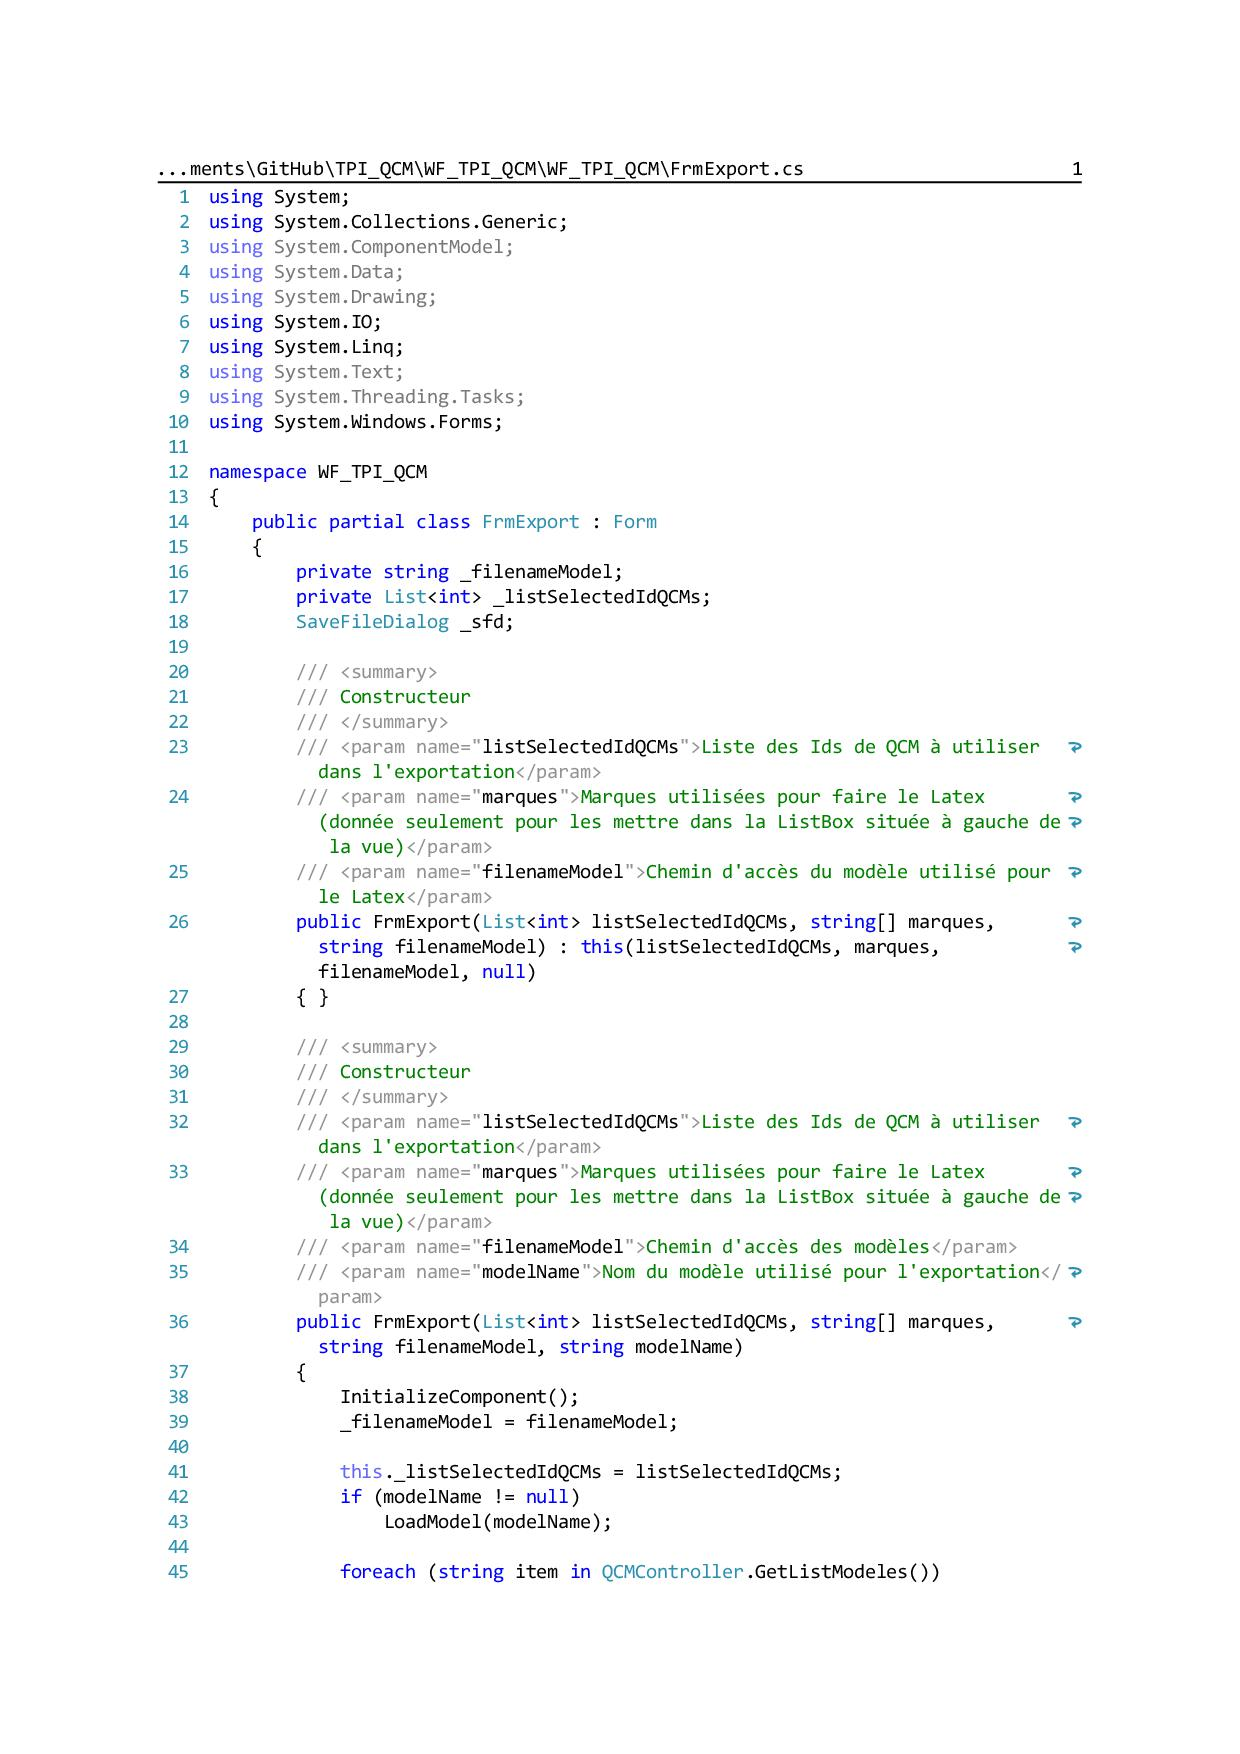 ...ments\GitHub\TPI_QCM\WF_TPI_QCM\WF_TPI_QCM\FrmExport.cs 1
1 using System;
2 using System.Collections.Generic;
3 using System.ComponentModel;
4 using System.Data;
5 using System.Drawing;
6 using System.IO;
7 using System.Linq;
8 using System.Text;
9 using System.Threading.Tasks;
10 using System.Windows.Forms;
11
12 namespace WF_TPI_QCM
13 {
14     public partial class FrmExport : Form
15     {
16         private string _filenameModel;
17         private List<int> _listSelectedIdQCMs;
18         SaveFileDialog _sfd;
19
20         /// <summary>
21         /// Constructeur
22         /// </summary>
23         /// <param name="listSelectedIdQCMs">Liste des Ids de QCM à utiliser
           dans l'exportation</param>
24         /// <param name="marques">Marques utilisées pour faire le Latex
           (donnée seulement pour les mettre dans la ListBox située à gauche de
            la vue)</param>
25         /// <param name="filenameModel">Chemin d'accès du modèle utilisé pour
           le Latex</param>
26         public FrmExport(List<int> listSelectedIdQCMs, string[] marques,
           string filenameModel) : this(listSelectedIdQCMs, marques,
           filenameModel, null)
27         { }
28
29         /// <summary>
30         /// Constructeur
31         /// </summary>
32         /// <param name="listSelectedIdQCMs">Liste des Ids de QCM à utiliser
           dans l'exportation</param>
33         /// <param name="marques">Marques utilisées pour faire le Latex
           (donnée seulement pour les mettre dans la ListBox située à gauche de
            la vue)</param>
34         /// <param name="filenameModel">Chemin d'accès des modèles</param>
35         /// <param name="modelName">Nom du modèle utilisé pour l'exportation</
           param>
36         public FrmExport(List<int> listSelectedIdQCMs, string[] marques,
           string filenameModel, string modelName)
37         {
38             InitializeComponent();
39             _filenameModel = filenameModel;
40
41             this._listSelectedIdQCMs = listSelectedIdQCMs;
42             if (modelName != null)
43                 LoadModel(modelName);
44
45             foreach (string item in QCMController.GetListModeles())